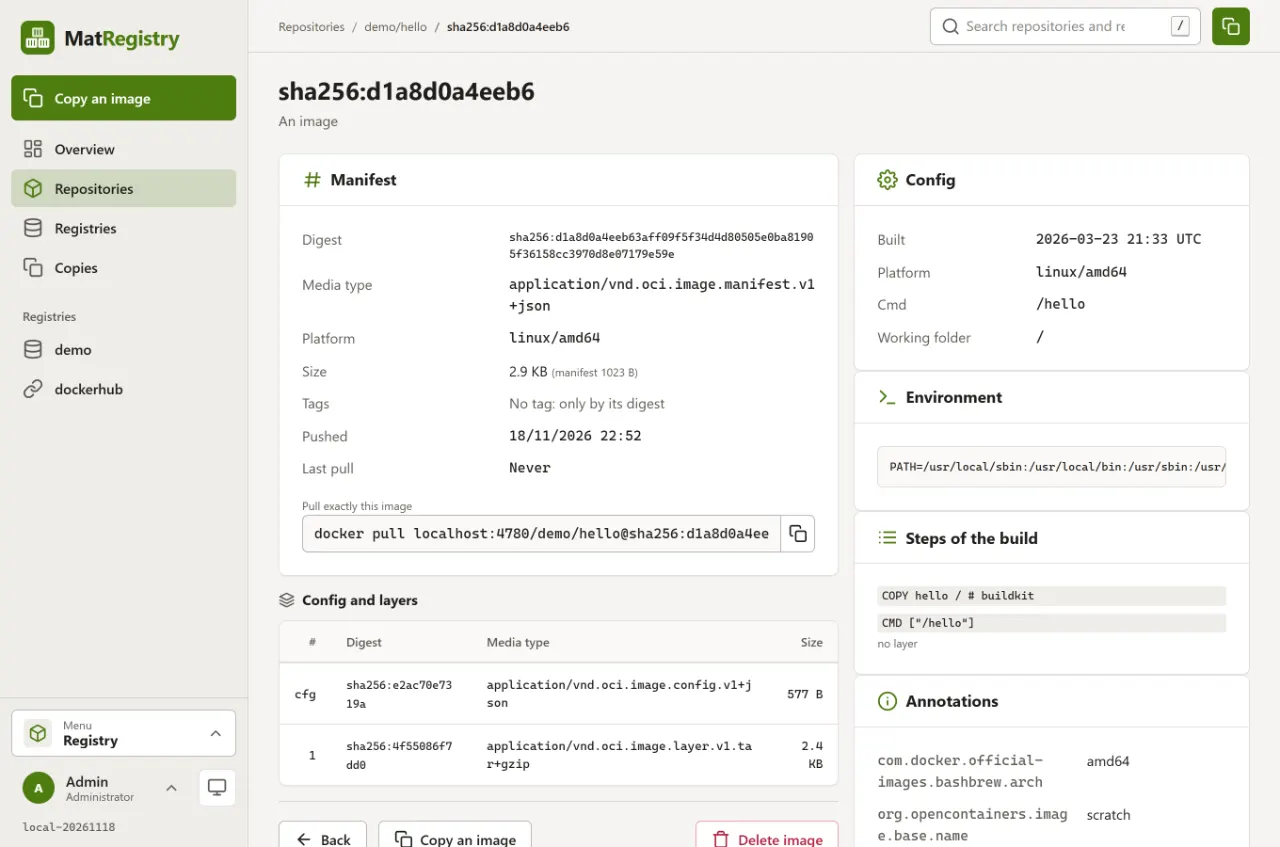 MatRegistry
Copy an image
Overview
Repositories
Registries
Copies
Registries
demo
dockerhub
Menu
Registry
A
Admin
Administrator
local-20261118
Repositories / demo/hello / sha256:d1a8d0a4eeb6
Search repositories and re
/
sha256:d1a8d0a4eeb6
An image
Manifest
Digest
sha256:d1a8d0a4eeb63aff09f5f34d4d80505e0ba8190
5f36158cc3970d8e07179e59e
Media type
application/vnd.oci.image.manifest.v1
+json
Platform
linux/amd64
Size
2.9 KB (manifest 1023 B)
Tags
No tag: only by its digest
Pushed
18/11/2026 22:52
Last pull
Never
Pull exactly this image
docker pull localhost:4780/demo/hello@sha256:d1a8d0a4ee
Config and layers
# Digest Media type Size
cfg
sha256:e2ac70e73
19a
application/vnd.oci.image.config.v1+j
son
577 B
1
sha256:4f55086f7
dd0
application/vnd.oci.image.layer.v1.ta
r+gzip
2.4
KB
Back
Copy an image
Delete image
Config
Built
2026-03-23 21:33 UTC
Platform
linux/amd64
Cmd
/hello
Working folder
/
Environment
PATH=/usr/local/sbin:/usr/local/bin:/usr/sbin:/usr/
Steps of the build
COPY hello / # buildkit
CMD ["/hello"]
no layer
Annotations
com.docker.official-
images.bashbrew.arch
amd64
org.opencontainers.imag
e.base.name
scratch